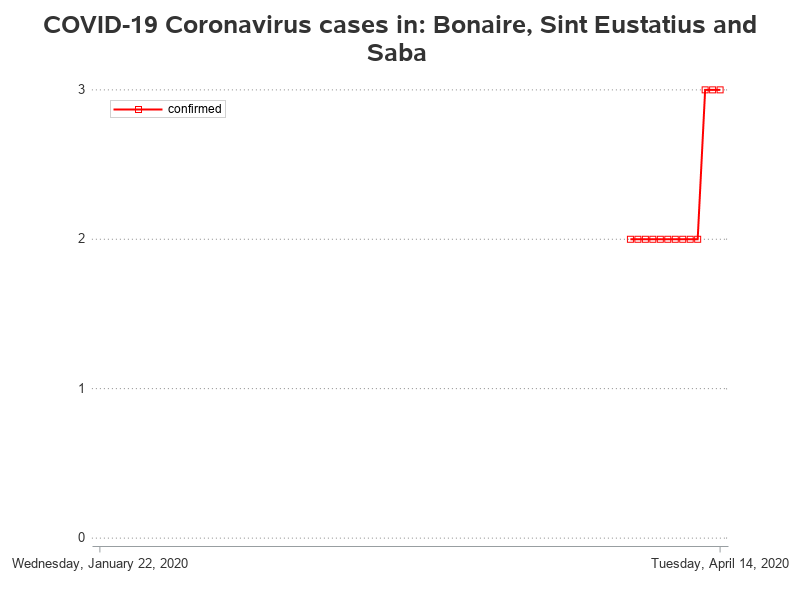 COVID-19 Coronavirus cases in: Bonaire, Sint Eustatius and
Saba
3
confirmed
2
1
0
Wednesday, January 22, 2020
Tuesday, April 14, 2020